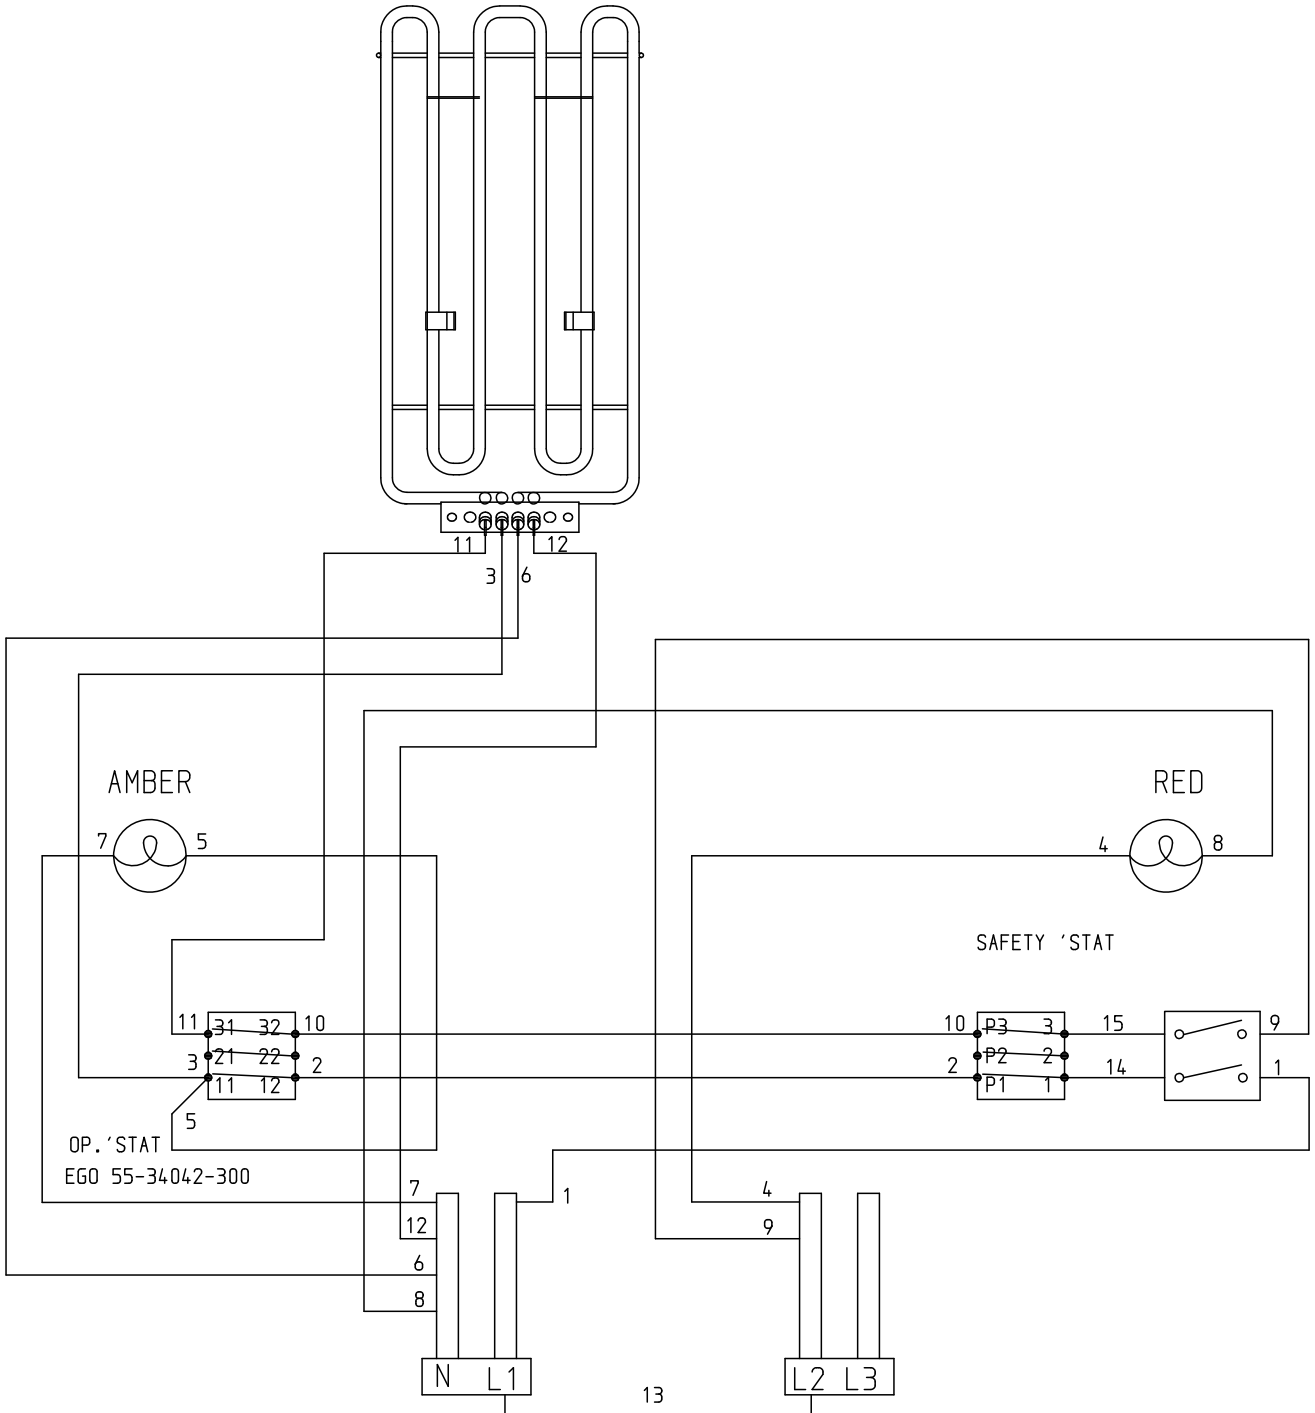 11 12
3 6
AMBER RED
7 5 4 8
SAFETY 'STAT
11 31 32 10 10 P3 3 15 9
3 21 22 2 2 P2 2 14 1
11 12 P1 1
5
OP.'STAT
EGO 55-34042-300
7 1 4
12 9
6
8
N L1 L2 L3
13